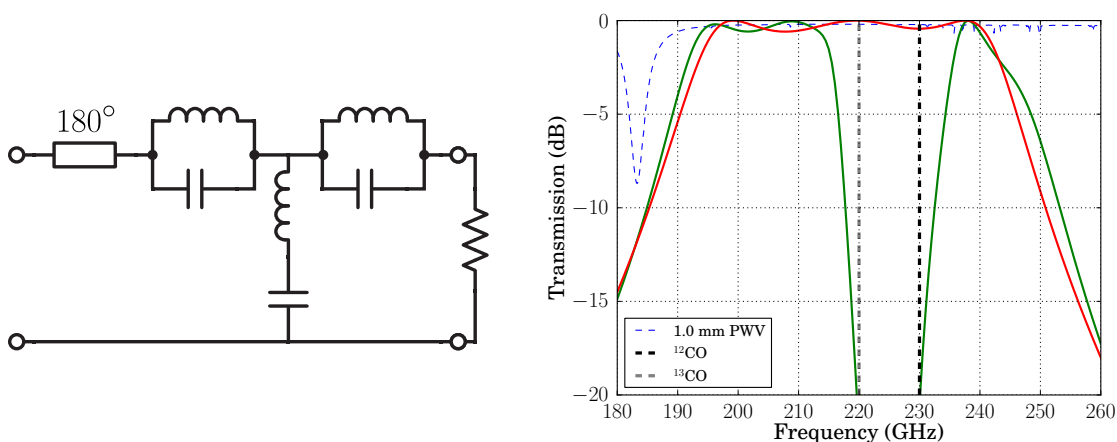 180°
Transmission (dB)
0
−5
−10
−15
−20
1.0 mm PWV
¹²CO
¹³CO
180 190 200 210 220 230 240 250 260
Frequency (GHz)